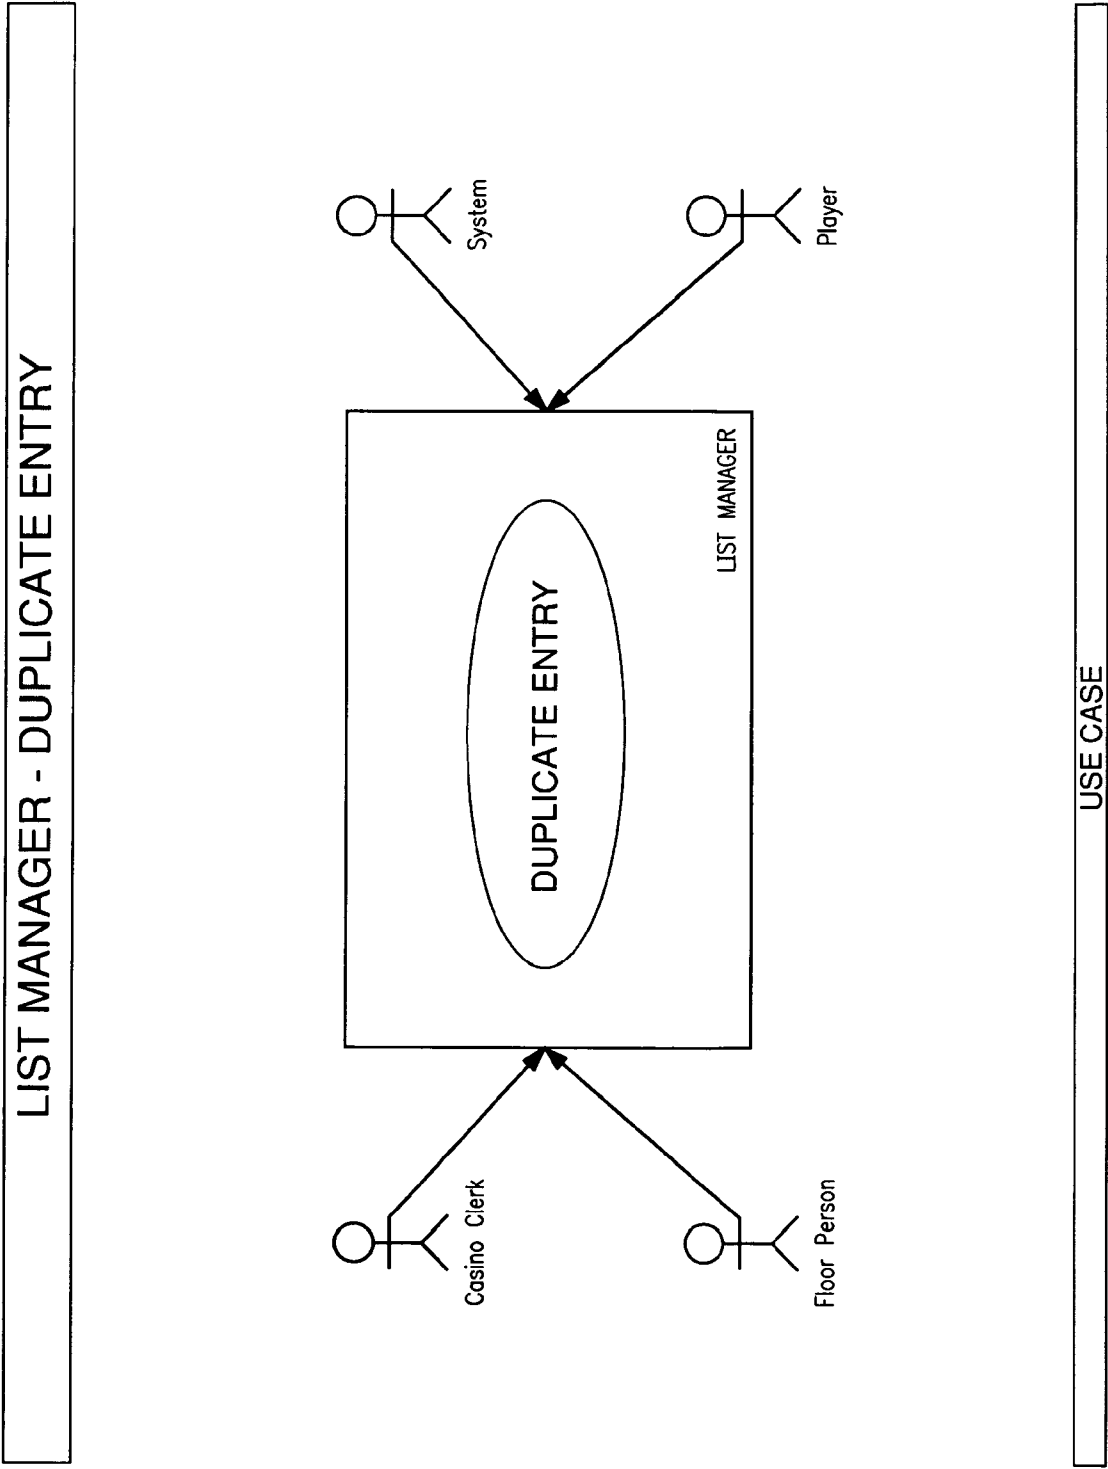 LIST MANAGER - DUPLICATE ENTRY
Casino Clerk
System
DUPLICATE ENTRY
Floor Person
LIST MANAGER
Player
USE CASE